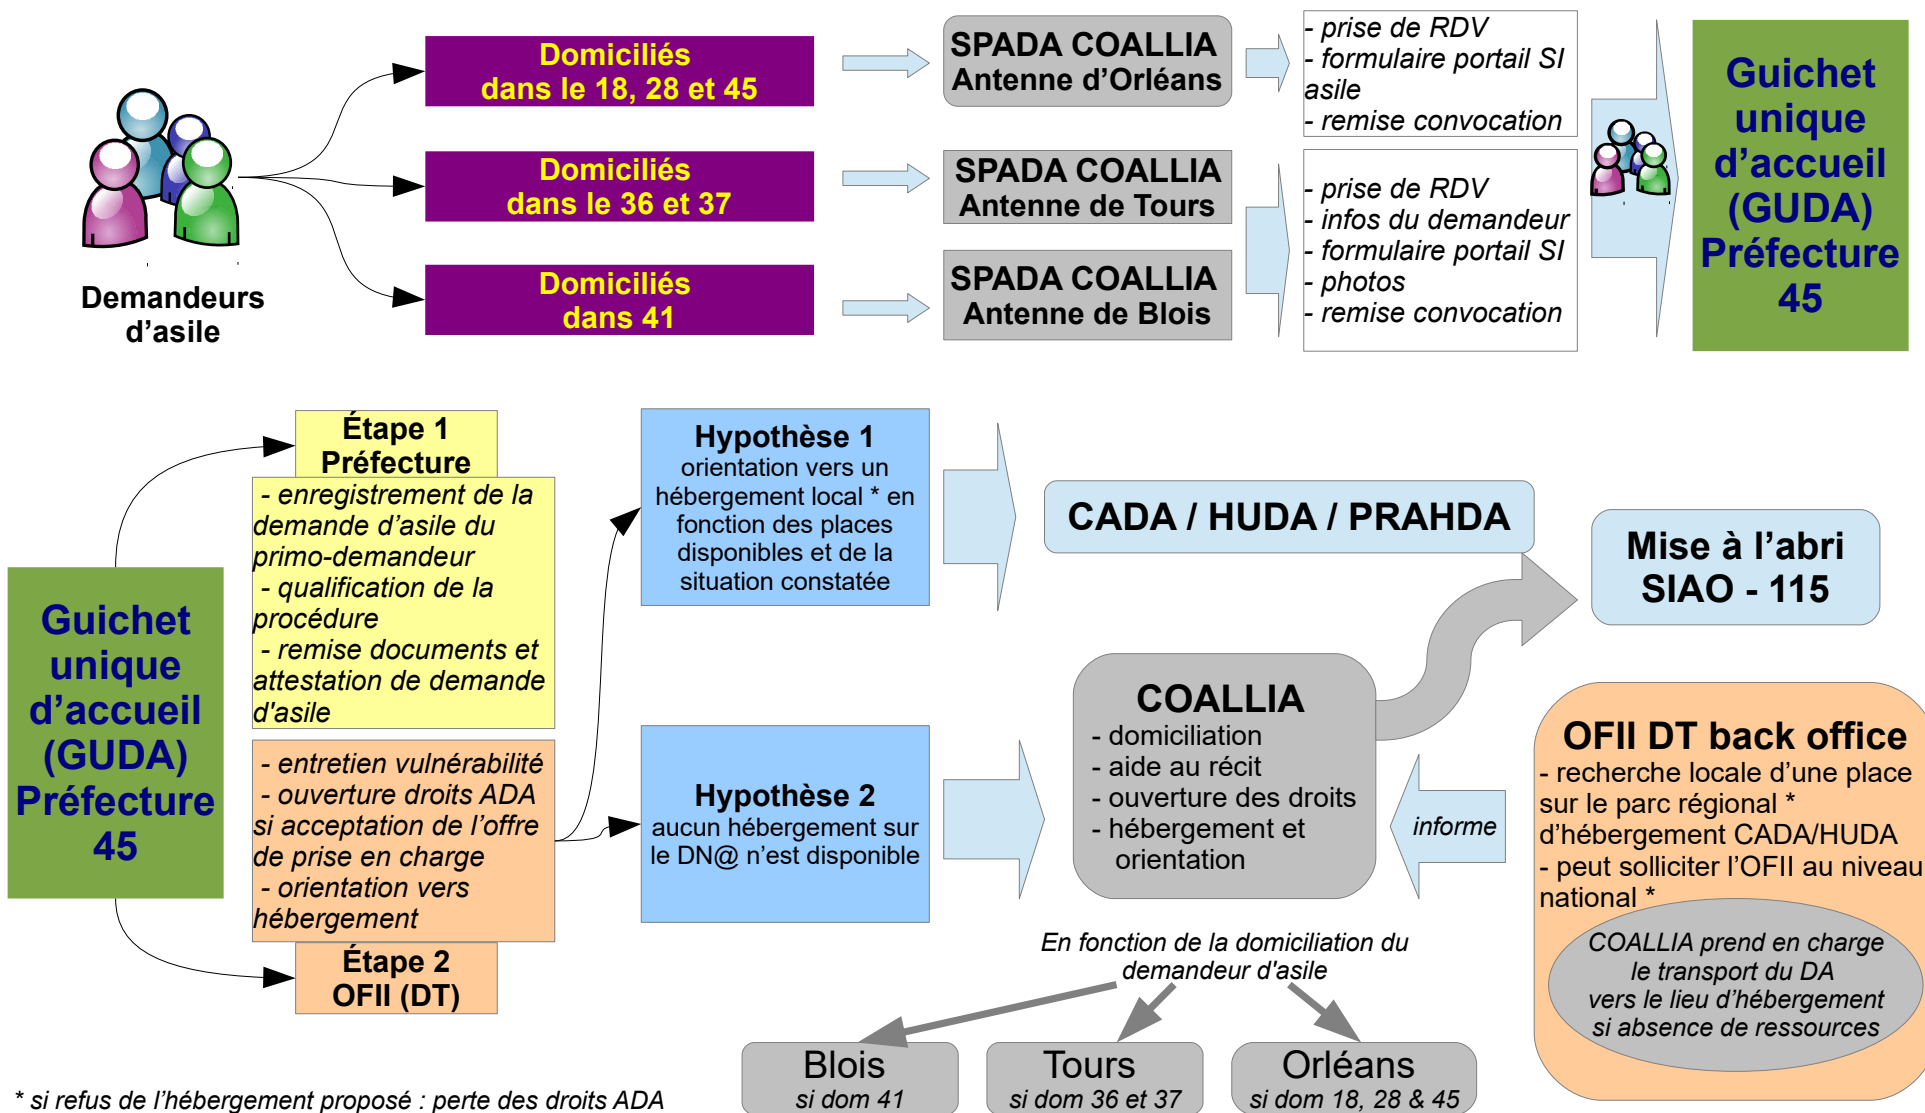 Demandeurs
d'asile
Domiciliés
dans le 18, 28 et 45
Domiciliés
dans le 36 et 37
Domiciliés
dans 41
SPADA COALLIA
Antenne d'Orléans
SPADA COALLIA
Antenne de Tours
SPADA COALLIA
Antenne de Blois
- prise de RDV
- formulaire portail SI
asile
- remise convocation
- prise de RDV
- infos du demandeur
- formulaire portail SI
- photos
- remise convocation
Guichet
unique
d'accueil
(GUDA)
Préfecture
45
Guichet
unique
d'accueil
(GUDA)
Préfecture
45
Étape 1
Préfecture
- enregistrement de la
demande d'asile du
primo-demandeur
- qualification de la
procédure
- remise documents et
attestation de demande
d'asile
- entretien vulnérabilité
- ouverture droits ADA
si acceptation de l'offre
de prise en charge
- orientation vers
hébergement
Étape 2
OFII (DT)
Hypothèse 1
orientation vers un
hébergement local * en
fonction des places
disponibles et de la
situation constatée
Hypothèse 2
aucun hébergement sur
le DN@ n'est disponible
CADA / HUDA / PRAHDA
Mise à l'abri
SIAO - 115
COALLIA
- domiciliation
- aide au récit
- ouverture des droits
- hébergement et
orientation
informe
OFII DT back office
- recherche locale d'une place
sur le parc régional *
d'hébergement CADA/HUDA
- peut solliciter l'OFII au niveau
national *
COALLIA prend en charge
le transport du DA
vers le lieu d'hébergement
si absence de ressources
En fonction de la domiciliation du
demandeur d'asile
Blois
si dom 41
Tours
si dom 36 et 37
Orléans
si dom 18, 28 & 45
* si refus de l'hébergement proposé : perte des droits ADA